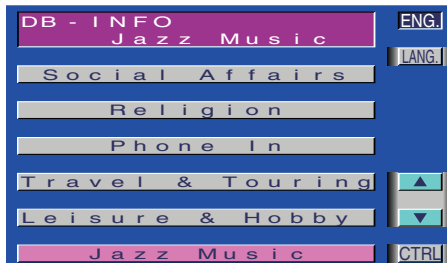 DB - INFO
Jazz Music
ENG.
LANG.
Social Affairs
Religion
Phone In
Travel & Touring
▲
Leisure & Hobby
▼
Jazz Music
CTRL